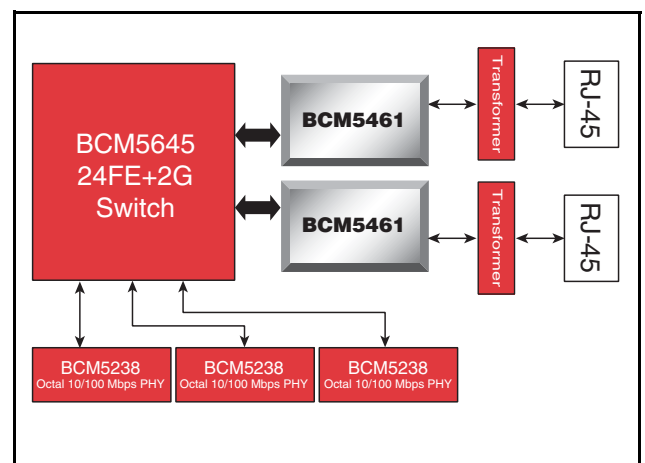 BCM5645
24FE+2G
Switch
BCM5461
Transformer
RJ-45
BCM5461
Transformer
RJ-45
BCM5238
Octal 10/100 Mbps PHY
BCM5238
Octal 10/100 Mbps PHY
BCM5238
Octal 10/100 Mbps PHY